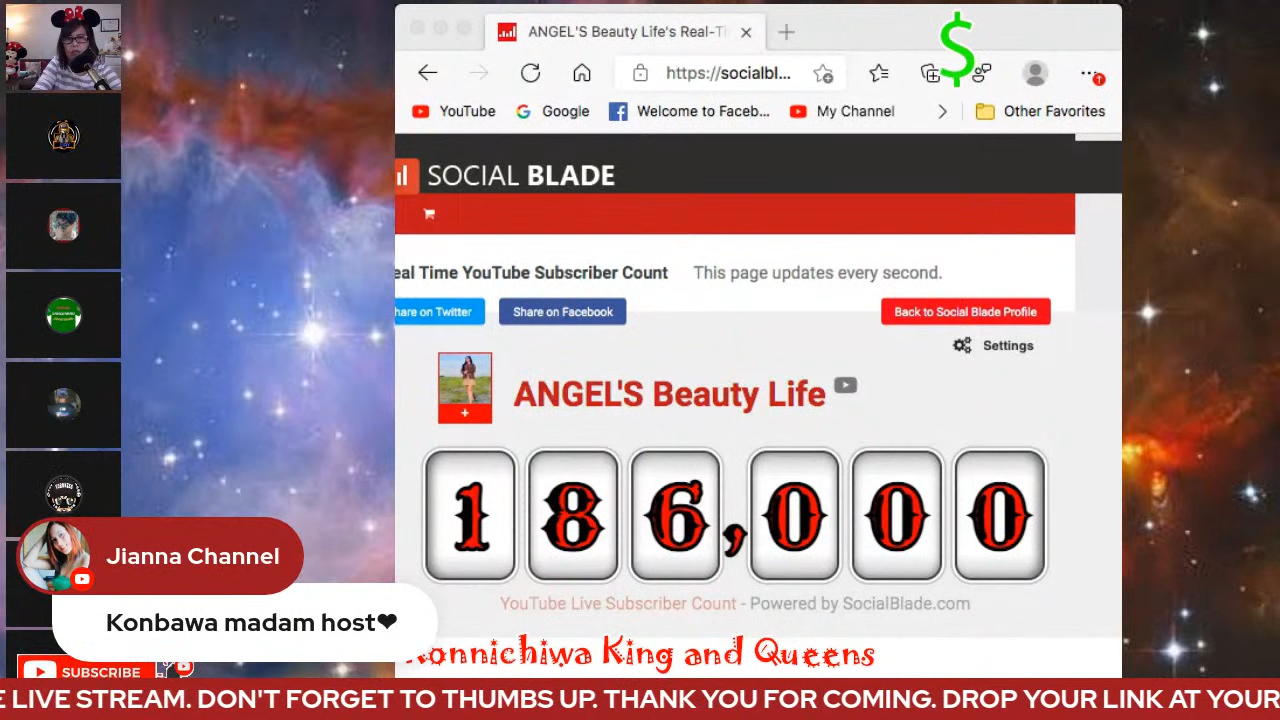 ANGEL'S Beauty Life's Real-Ti
https://socialbl...
YouTube
Google
Welcome to Faceb...
My Channel
Other Favorites
SOCIAL BLADE
eal Time YouTube Subscriber Count
This page updates every second.
hare on Twitter
Share on Facebook
Back to Social Blade Profile
Settings
ANGEL'S Beauty Life
186,000
YouTube Live Subscriber Count - Powered by SocialBlade.com
Jianna Channel
Konbawa madam host❤
Konnichiwa King and Queens
SUBSCRIBE
E LIVE STREAM. DON'T FORGET TO THUMBS UP. THANK YOU FOR COMING. DROP YOUR LINK AT YOUR